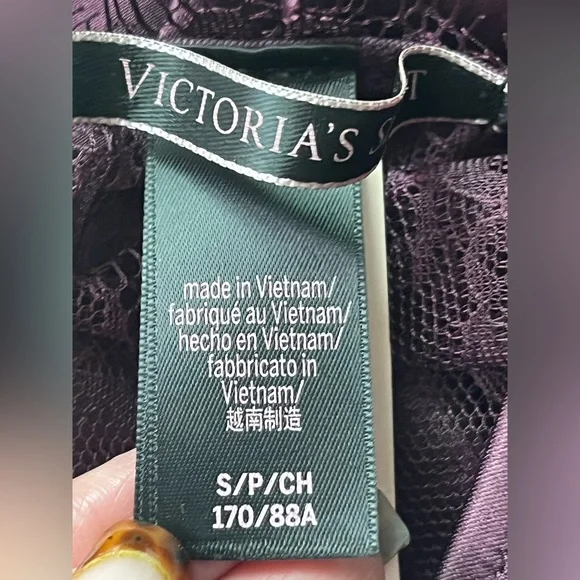 VICTORIA'S S T
made in Vietnam/
fabriqué au Vietnam/
hecho en Vietnam/
fabbricato in
Vietnam/
越南制造
S/P/CH
170/88A